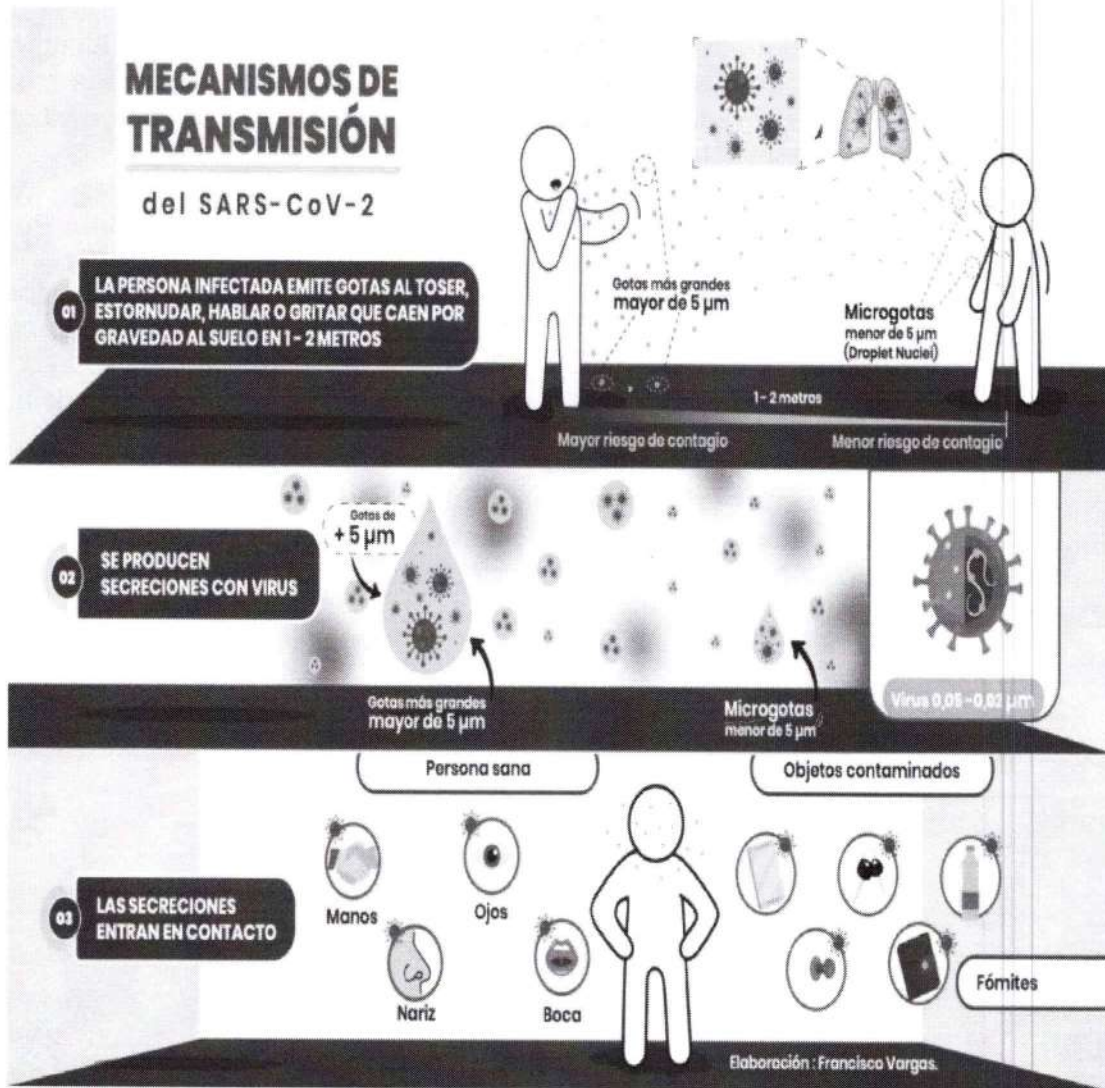 MECANISMOS DE
TRANSMISIÓN
del SARS-CoV-2
01
LA PERSONA INFECTADA EMITE GOTAS AL TOSER,
ESTORNUDAR, HABLAR O GRITAR QUE CAEN POR
GRAVEDAD AL SUELO EN 1 - 2 METROS
Gotas más grandes
mayor de 5 µm
Microgotas
menor de 5 µm
(Droplet Nuclei)
1 - 2 metros
Mayor riesgo de contagio
Menor riesgo de contagio
02
SE PRODUCEN
SECRECIONES CON VIRUS
Gotas de
+ 5 µm
Gotas más grandes
mayor de 5 µm
Microgotas
menor de 5 µm
Virus 0,05 -0,02 µm
03
LAS SECRECIONES
ENTRAN EN CONTACTO
Persona sana
Manos
Ojos
Nariz
Boca
Objetos contaminados
Fómites
Elaboración : Francisco Vargas.